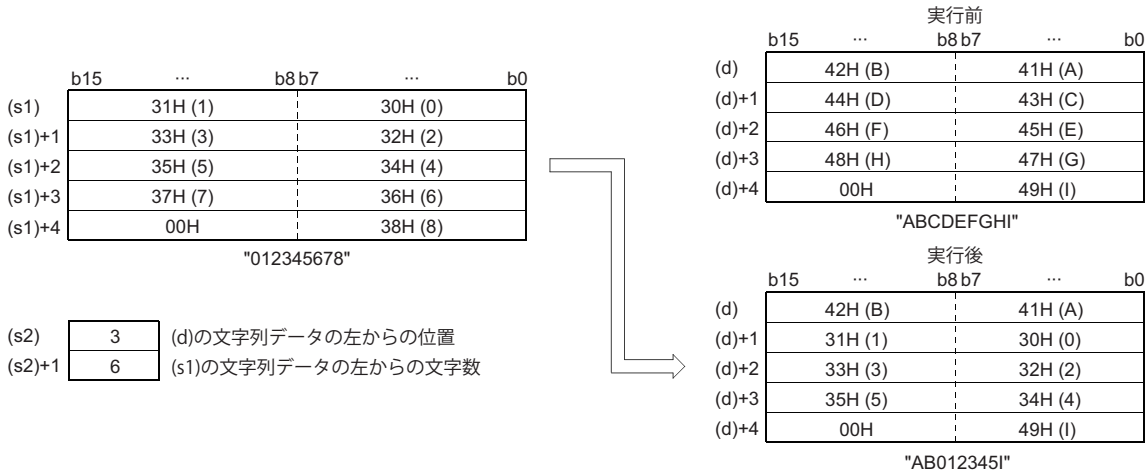 b15 … b8 b7 … b0
(s1) 31H (1) 30H (0)
(s1)+1 33H (3) 32H (2)
(s1)+2 35H (5) 34H (4)
(s1)+3 37H (7) 36H (6)
(s1)+4 00H 38H (8)
"012345678"
(s2) 3 (d)の文字列データの左からの位置
(s2)+1 6 (s1)の文字列データの左からの文字数
実行前
b15 … b8 b7 … b0
(d) 42H (B) 41H (A)
(d)+1 44H (D) 43H (C)
(d)+2 46H (F) 45H (E)
(d)+3 48H (H) 47H (G)
(d)+4 00H 49H (I)
"ABCDEFGHI"
実行後
b15 … b8 b7 … b0
(d) 42H (B) 41H (A)
(d)+1 31H (1) 30H (0)
(d)+2 33H (3) 32H (2)
(d)+3 35H (5) 34H (4)
(d)+4 00H 49H (I)
"AB012345I"